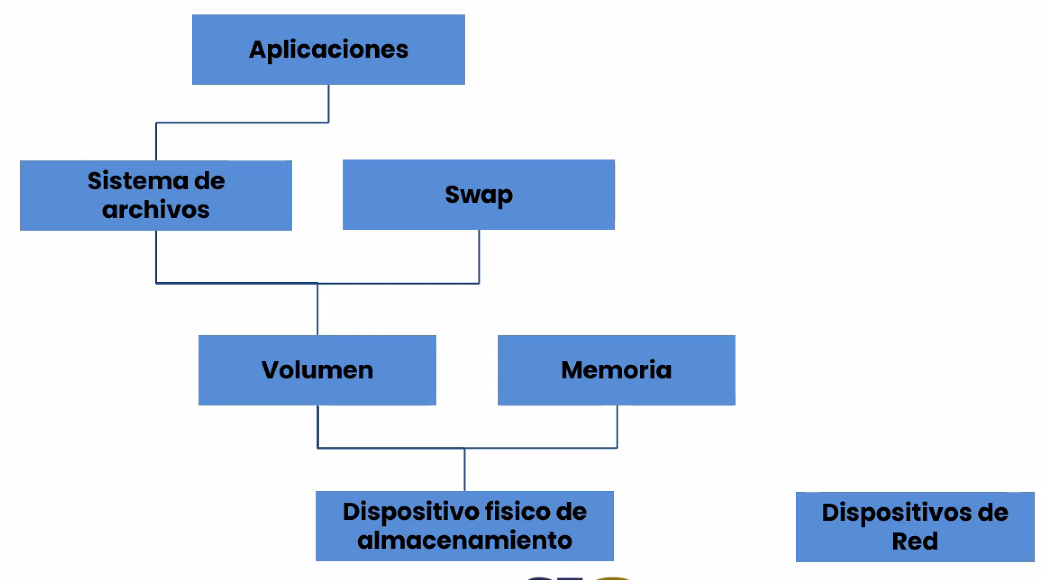 Aplicaciones
Sistema de
archivos
Swap
Volumen
Memoria
Dispositivo fisico de
almacenamiento
Dispositivos de
Red